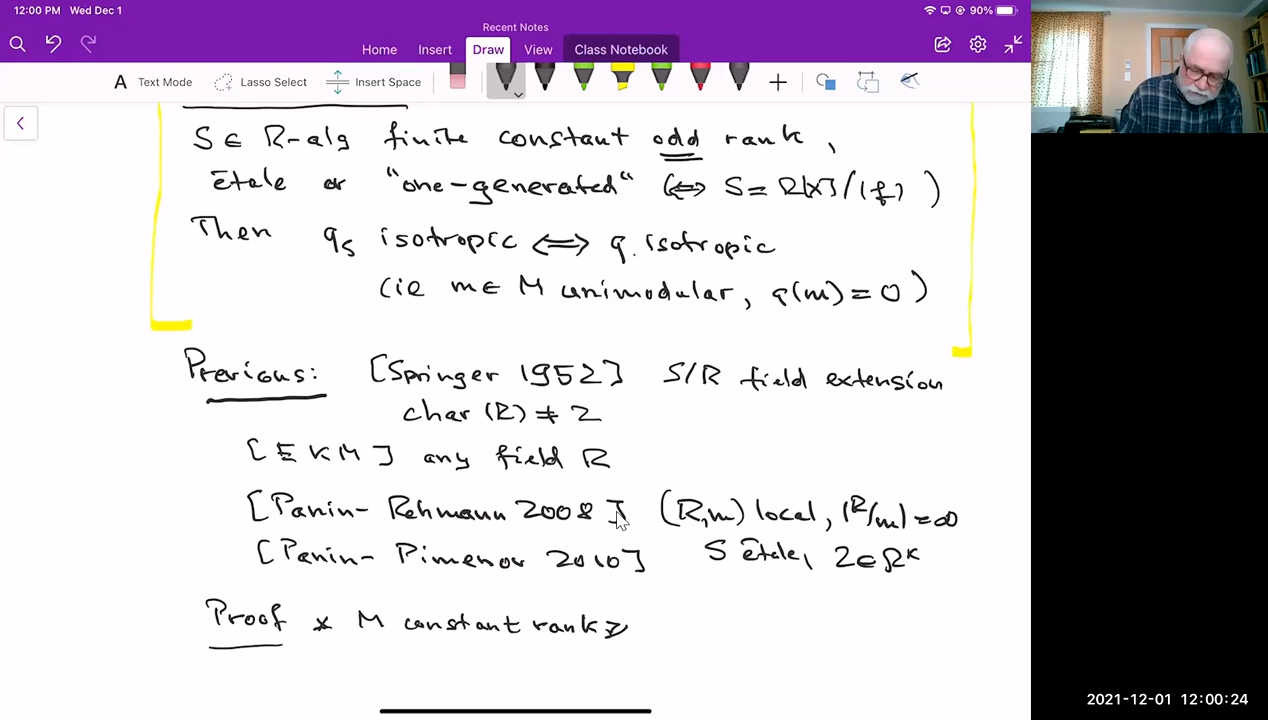 12:00 PM Wed Dec 1
90%
Recent Notes
Home Insert Draw View Class Notebook
Text Mode Lasso Select Insert Space
S ∈ R-alg finite constant odd rank,
étale or "one-generated" (⟺ S = R[X]/(f))
Then qS isotropic ⟺ q isotropic
(ie m ∈ M unimodular, q(m) = 0)
Previous: [Springer 1952] S/R field extension
char (R) ≠ 2
[EKM] any field R
[Panin-Rehmann 2008] (R,m) local, |R/m| = ∞
[Panin-Pimenov 2010] S étale, 2 ∈ R×
Proof * M constant rank ≥
2021-12-01 12:00:24